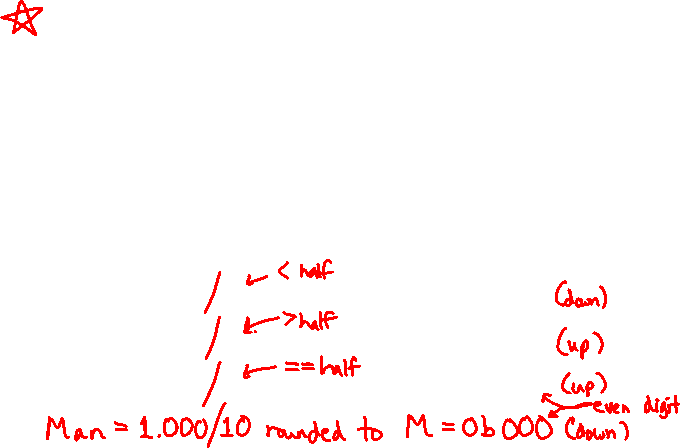 < half
(down)
> half
(up)
== half
(up)
even digit
Man = 1.000/10 rounded to M = 0b000 (down)